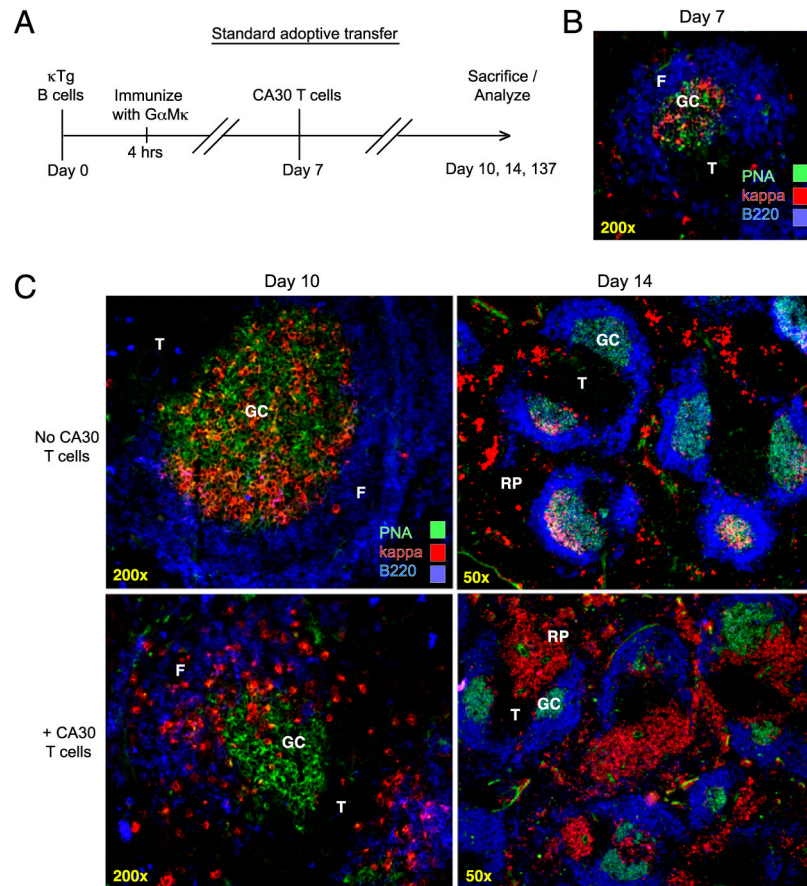 A
Standard adoptive transfer
κTg
B cells
Immunize
with GαMκ
4 hrs
CA30 T cells
Sacrifice /
Analyze
Day 0
Day 7
Day 10, 14, 137
B
Day 7
F
GC
T
PNA
kappa
B220
200x
C
Day 10
Day 14
No CA30
T cells
T
GC
F
PNA
kappa
B220
200x
GC
T
RP
50x
+ CA30
T cells
F
GC
T
200x
RP
GC
T
50x